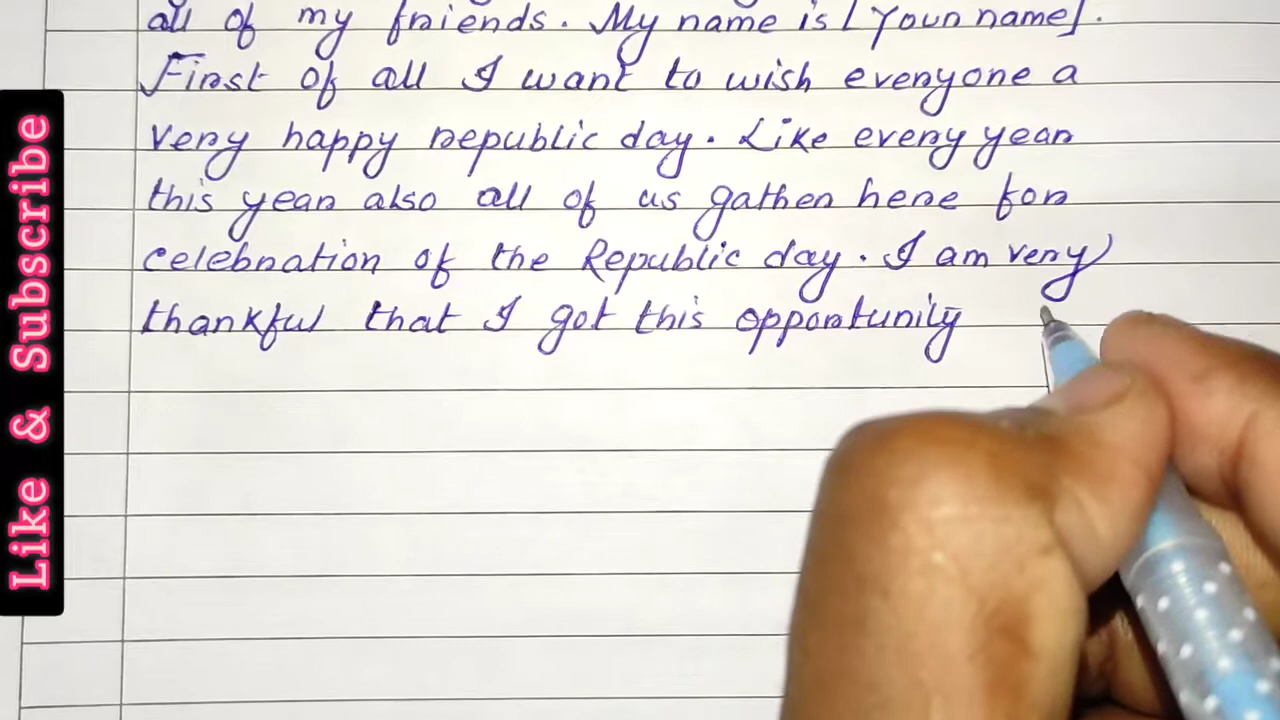 all of my friends. My name is [Your name].
First of all I want to wish everyone a
very happy republic day. Like every year
this year also all of us gather here for
celebration of the Republic day. I am very
thankful that I got this opportunity
Like & Subscribe